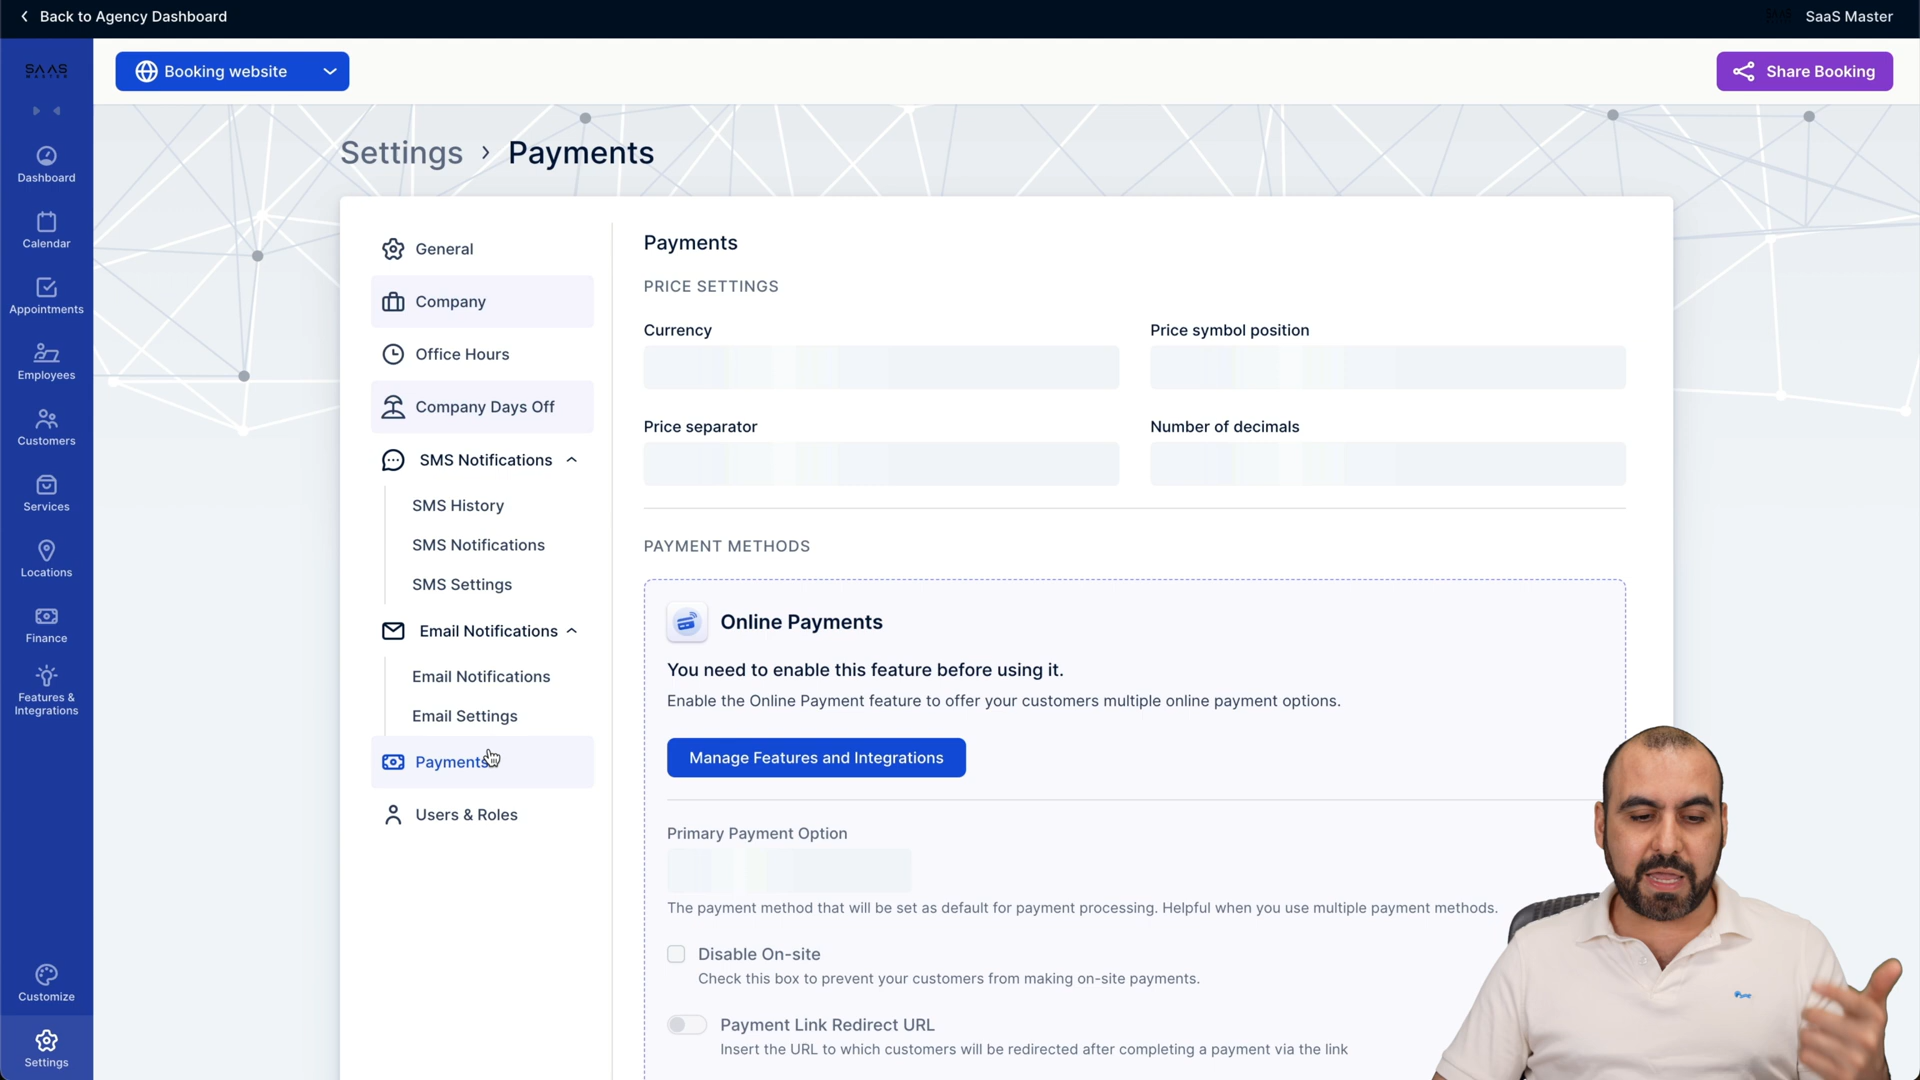 Back to Agency Dashboard
SaaS Master
SAAS
MASTER
Booking website
Share Booking
Dashboard
Calendar
Appointments
Employees
Customers
Services
Locations
Finance
Features &
Integrations
Customize
Settings
Settings › Payments
General
Company
Office Hours
Company Days Off
SMS Notifications
SMS History
SMS Notifications
SMS Settings
Email Notifications
Email Notifications
Email Settings
Payments
Users & Roles
Payments
PRICE SETTINGS
Currency
Price symbol position
Price separator
Number of decimals
PAYMENT METHODS
Online Payments
You need to enable this feature before using it.
Enable the Online Payment feature to offer your customers multiple online payment options.
Manage Features and Integrations
Primary Payment Option
The payment method that will be set as default for payment processing. Helpful when you use multiple payment methods.
Disable On-site
Check this box to prevent your customers from making on-site payments.
Payment Link Redirect URL
Insert the URL to which customers will be redirected after completing a payment via the link